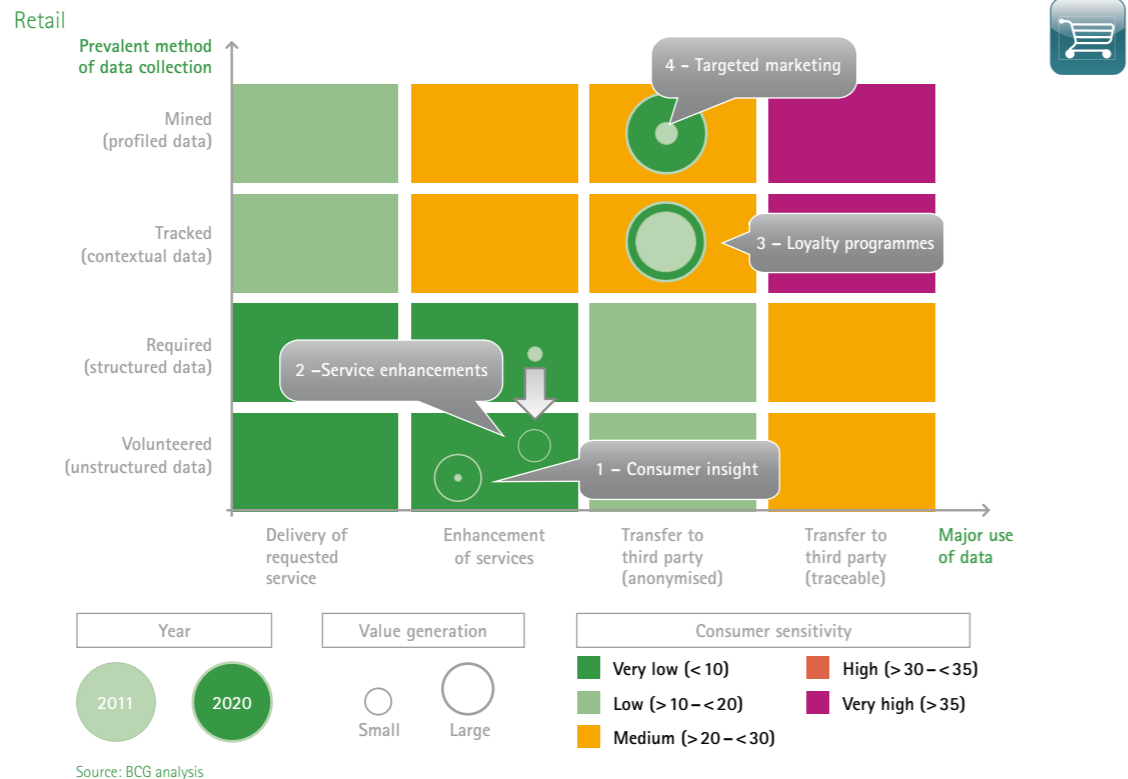 Retail
Prevalent method
of data collection
4 – Targeted marketing
Mined
(profiled data)
Tracked
(contextual data)
3 – Loyalty programmes
Required
(structured data)
2 –Service enhancements
Volunteered
(unstructured data)
1 – Consumer insight
Delivery of
requested
service
Enhancement
of services
Transfer to
third party
(anonymised)
Transfer to
third party
(traceable)
Major use
of data
Year
Value generation
Consumer sensitivity
2011
2020
Small
Large
Very low (<10)
Low (>10–<20)
Medium (>20–<30)
High (>30–<35)
Very high (>35)
Source: BCG analysis